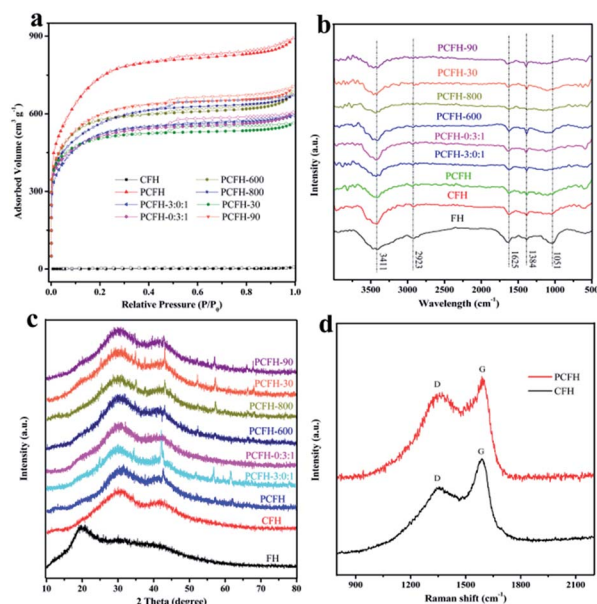 a
Adsorbed Volume (cm³ g⁻¹)
900
600
300
0
0.0 0.2 0.4 0.6 0.8 1.0
Relative Pressure (P/P₀)
CFH
PCFH
PCFH-3:0:1
PCFH-0:3:1
PCFH-600
PCFH-800
PCFH-30
PCFH-90
b
Intensity (a.u.)
PCFH-90
PCFH-30
PCFH-800
PCFH-600
PCFH-0:3:1
PCFH-3:0:1
PCFH
CFH
FH
3411
2923
1625
1384
1051
3500 3000 2500 2000 1500 1000 500
Wavelength (cm⁻¹)
c
Intensity (a.u.)
PCFH-90
PCFH-30
PCFH-800
PCFH-600
PCFH-0:3:1
PCFH-3:0:1
PCFH
CFH
FH
10 20 30 40 50 60 70 80
2 Theta (degree)
d
Intensity (a.u.)
D
G
PCFH
CFH
D
G
900 1200 1500 1800 2100
Raman shift (cm⁻¹)